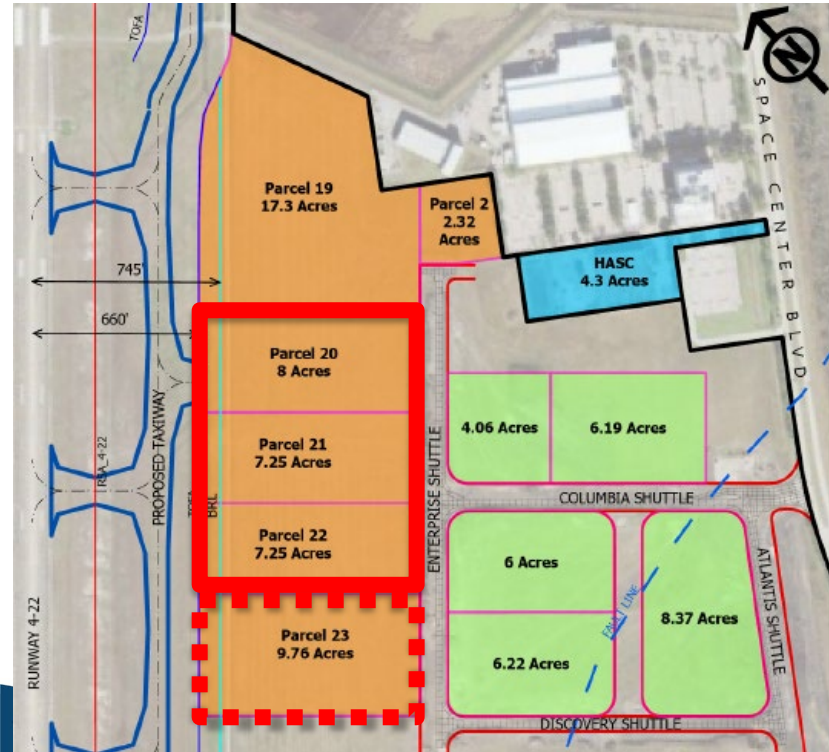 TOFA
N
SPACE CENTER BLVD
Parcel 19
17.3 Acres
Parcel 2
2.32
Acres
HASC
4.3 Acres
745'
660'
Parcel 20
8 Acres
Parcel 21
7.25 Acres
Parcel 22
7.25 Acres
Parcel 23
9.76 Acres
PROPOSED TAXIWAY
RSA_4-22
TOFA
BRL
RUNWAY 4-22
ENTERPRISE SHUTTLE
4.06 Acres
6.19 Acres
COLUMBIA SHUTTLE
6 Acres
6.22 Acres
FAULT LINE
8.37 Acres
ATLANTIS SHUTTLE
DISCOVERY SHUTTLE